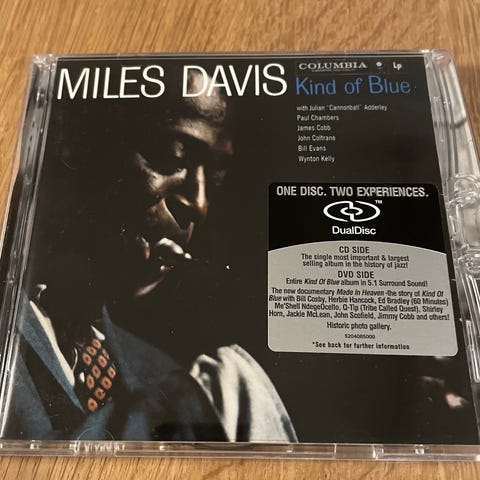 COLUMBIA Lp
MILES DAVIS Kind of Blue
with Julian "Cannonball" Adderley
Paul Chambers
James Cobb
John Coltrane
Bill Evans
Wynton Kelly
ONE DISC. TWO EXPERIENCES.
TM
DualDisc
CD SIDE
The single most important & largest
selling album in the history of jazz!
DVD SIDE
Entire Kind Of Blue album in 5.1 Surround Sound!
The new documentary Made in Heaven-the story of Kind Of
Blue with Bill Cosby, Herbie Hancock, Ed Bradley (60 Minutes)
Me'Shell NdegeOcello, Q-Tip (Tribe Called Quest), Shirley
Horn, Jackie McLean, John Scofield, Jimmy Cobb and others!
Historic photo gallery.
5204085000
*See back for further information